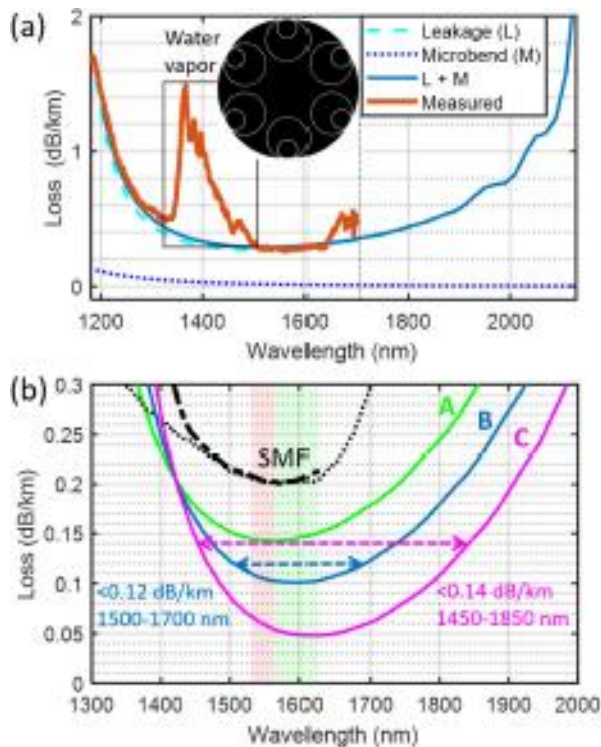 (a)
Water
vapor
Leakage (L)
Microbend (M)
L + M
Measured
Loss (dB/km)
2
1
0
1200 1400 1600 1800 2000
Wavelength (nm)
(b)
Loss (dB/km)
0.3
0.25
0.2
0.15
0.1
0.05
0
A
B
C
SMF
<0.12 dB/km
1500-1700 nm
<0.14 dB/km
1450-1850 nm
1300 1400 1500 1600 1700 1800 1900 2000
Wavelength (nm)